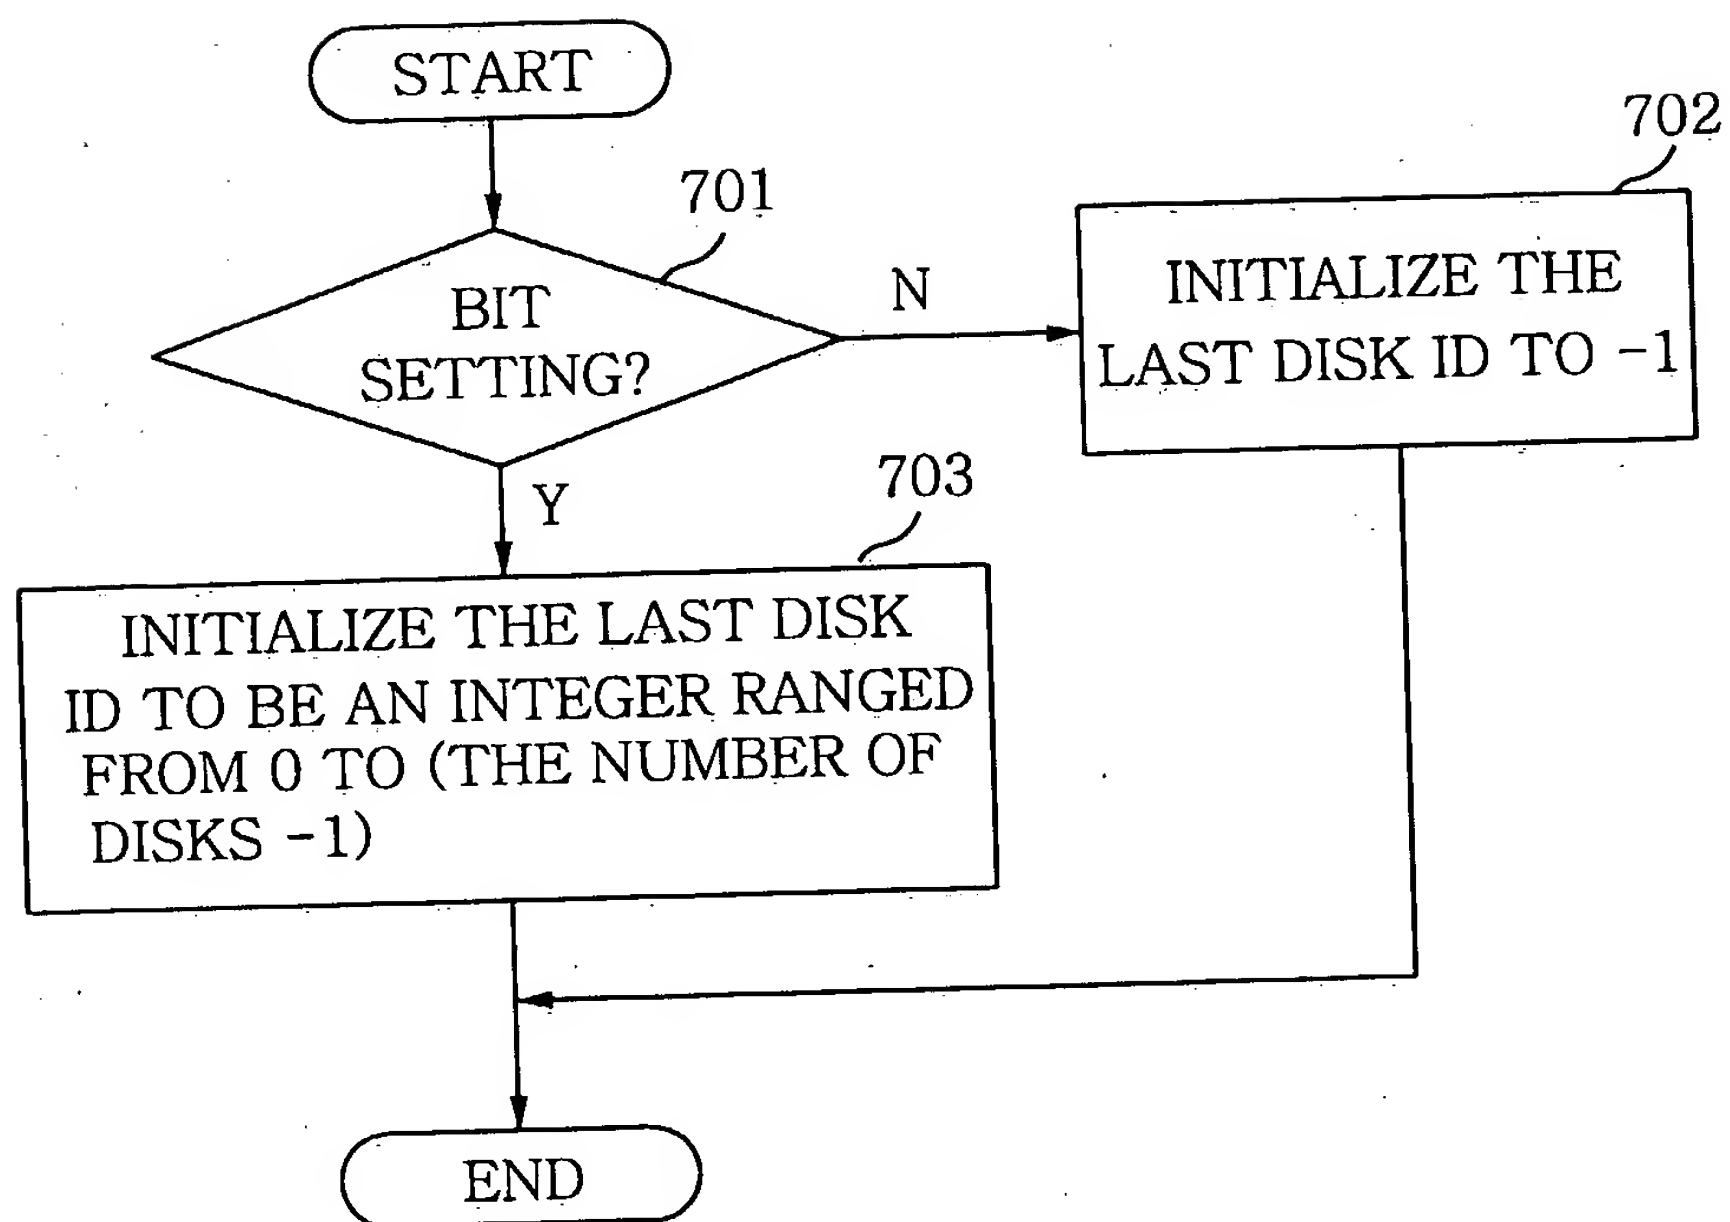 START
701
BIT
SETTING?
N
702
INITIALIZE THE
LAST DISK ID TO -1
Y
703
INITIALIZE THE LAST DISK
ID TO BE AN INTEGER RANGED
FROM 0 TO (THE NUMBER OF
DISKS -1)
END